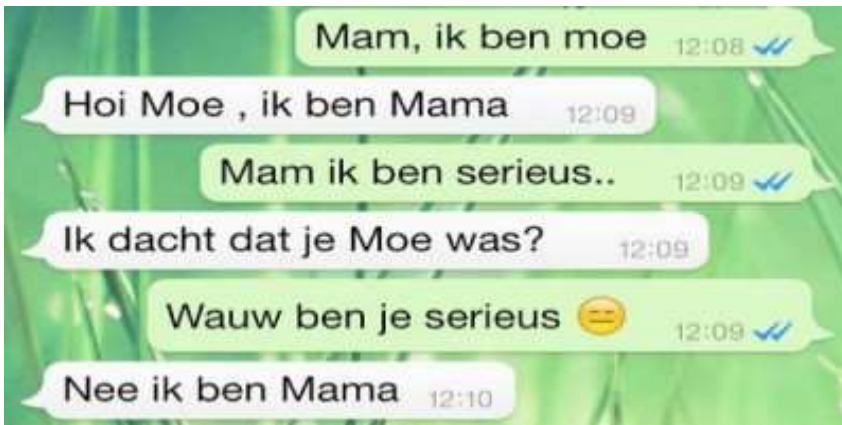 Mam, ik ben moe 12:08
Hoi Moe , ik ben Mama 12:09
Mam ik ben serieus.. 12:09
Ik dacht dat je Moe was? 12:09
Wauw ben je serieus 😑 12:09
Nee ik ben Mama 12:10